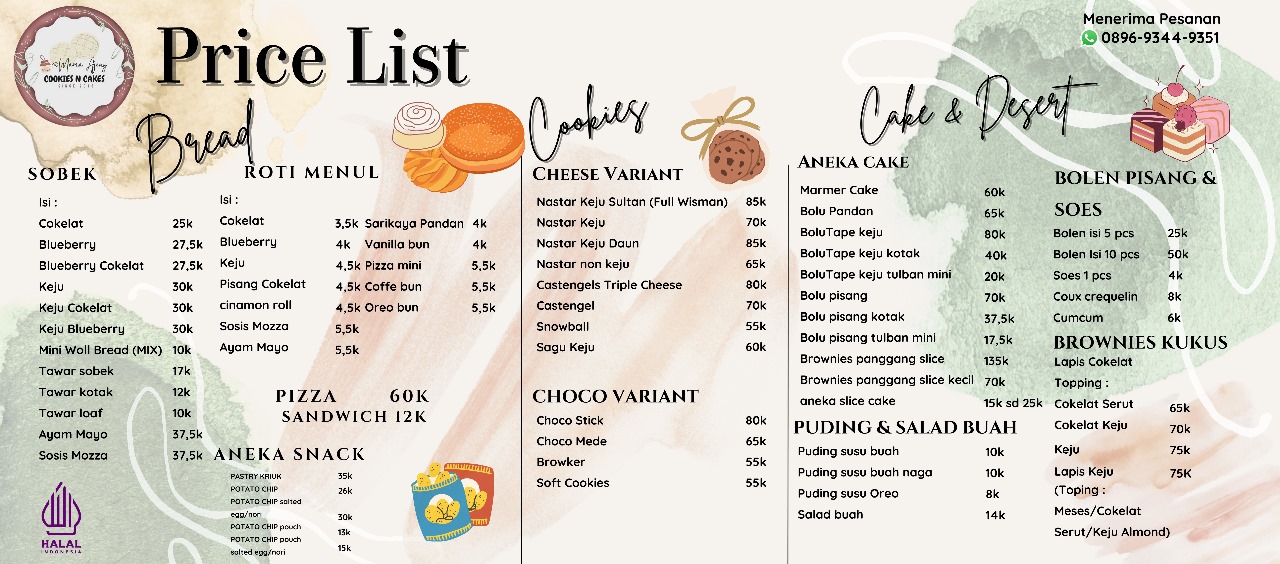 Menerima Pesanan
0896-9344-9351
Mama Ajeng
COOKIES N CAKES
Price List
Bread
SOBEK
Isi :
Cokelat 25k
Blueberry 27,5k
Blueberry Cokelat 27,5k
Keju 30k
Keju Cokelat 30k
Keju Blueberry 30k
Mini Woll Bread (MIX) 10k
Tawar sobek 17k
Tawar kotak 12k
Tawar loaf 10k
Ayam Mayo 37,5k
Sosis Mozza 37,5k
HALAL
INDONESIA
ROTI MENUL
Isi :
Cokelat 3,5k Sarikaya Pandan 4k
Blueberry 4k Vanilla bun 4k
Keju 4,5k Pizza mini 5,5k
Pisang Cokelat 4,5k Coffe bun 5,5k
cinamon roll 4,5k Oreo bun 5,5k
Sosis Mozza 5,5k
Ayam Mayo 5,5k
PIZZA 60K
SANDWICH 12K
ANEKA SNACK
PASTRY KRIUK 35k
POTATO CHIP 26k
POTATO CHIP salted
egg/nori 30k
POTATO CHIP pouch 13k
POTATO CHIP pouch
salted egg/nori 15k
Cookies
CHEESE VARIANT
Nastar Keju Sultan (Full Wisman) 85k
Nastar Keju 70k
Nastar Keju Daun 85k
Nastar non keju 65k
Castengels Triple Cheese 80k
Castengel 70k
Snowball 55k
Sagu Keju 60k
CHOCO VARIANT
Choco Stick 80k
Choco Mede 65k
Browker 55k
Soft Cookies 55k
Cake & Desert
ANEKA CAKE
Marmer Cake 60k
Bolu Pandan 65k
BoluTape keju 80k
BoluTape keju kotak 40k
BoluTape keju tulban mini 20k
Bolu pisang 70k
Bolu pisang kotak 37,5k
Bolu pisang tulban mini 17,5k
Brownies panggang slice 135k
Brownies panggang slice kecil 70k
aneka slice cake 15k sd 25k
PUDING & SALAD BUAH
Puding susu buah 10k
Puding susu buah naga 10k
Puding susu Oreo 8k
Salad buah 14k
BOLEN PISANG &
SOES
Bolen isi 5 pcs 25k
Bolen Isi 10 pcs 50k
Soes 1 pcs 4k
Coux crequelin 8k
Cumcum 6k
BROWNIES KUKUS
Lapis Cokelat
Topping :
Cokelat Serut 65k
Cokelat Keju 70k
Keju 75k
Lapis Keju 75K
(Toping :
Meses/Cokelat
Serut/Keju Almond)